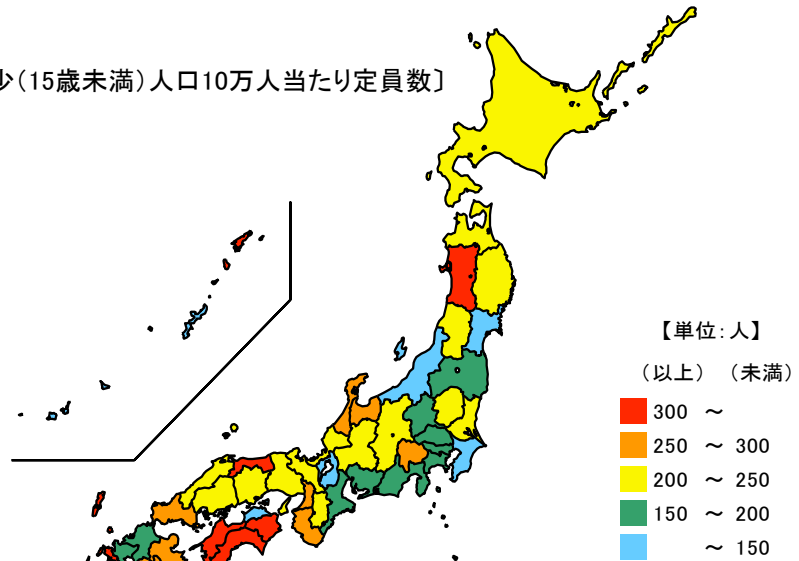 少(15歳未満)人口10万人当たり定員数〕
【単位:人】
(以上) (未満)
300 ~
250 ~ 300
200 ~ 250
150 ~ 200
~ 150